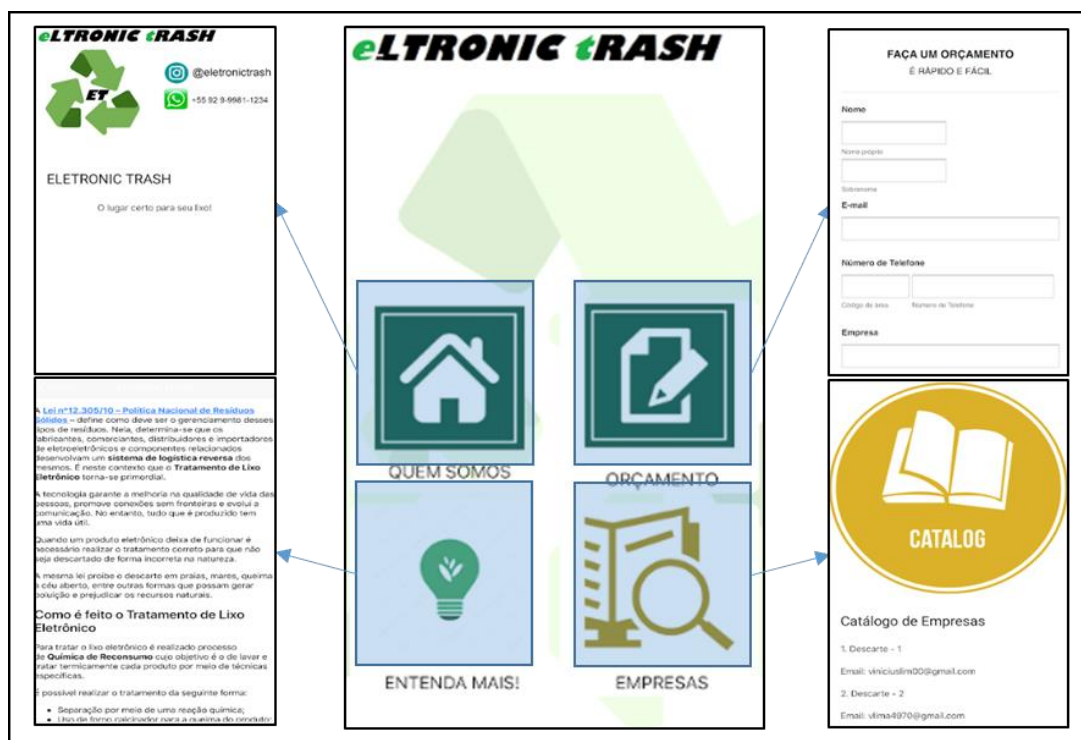 eLTRONIC tRASH
ET
@eletronictrash
+55 92 9-9981-1234
ELETRONIC TRASH
O lugar certo para seu lixo!
A Lei nº12.305/10 – Política Nacional de Resíduos
Sólidos – define como deve ser o gerenciamento desses
tipos de resíduos. Nela, determina-se que os
fabricantes, comerciantes, distribuidores e importadores
de eletroeletrônicos e componentes relacionados
desenvolvam um sistema de logística reversa dos
mesmos. É neste contexto que o Tratamento de Lixo
Eletrônico torna-se primordial.
A tecnologia garante a melhoria na qualidade de vida das
pessoas, promove conexões sem fronteiras e evolui a
comunicação. No entanto, tudo que é produzido tem
uma vida útil.
Quando um produto eletrônico deixa de funcionar é
necessário realizar o tratamento correto para que não
seja descartado de forma incorreta na natureza.
A mesma lei proíbe o descarte em praias, mares, queima
a céu aberto, entre outras formas que possam gerar
poluição e prejudicar os recursos naturais.
Como é feito o Tratamento de Lixo
Eletrônico
Para tratar o lixo eletrônico é realizado processo
de Química de Reconsumo cujo objetivo é o de lavar e
tratar termicamente cada produto por meio de técnicas
específicas.
É possível realizar o tratamento da seguinte forma:
• Separação por meio de uma reação química;
• Uso de forno calcinador para a queima do produto;
eLTRONIC tRASH
QUEM SOMOS
ORÇAMENTO
ENTENDA MAIS!
EMPRESAS
FAÇA UM ORÇAMENTO
É RÁPIDO E FÁCIL
Nome
Nome próprio
Sobrenome
E-mail
Número de Telefone
Código de área Número de Telefone
Empresa
CATALOG
Catálogo de Empresas
1. Descarte - 1
Email: viniciuslim00@gmail.com
2. Descarte - 2
Email: vlima4970@gmail.com